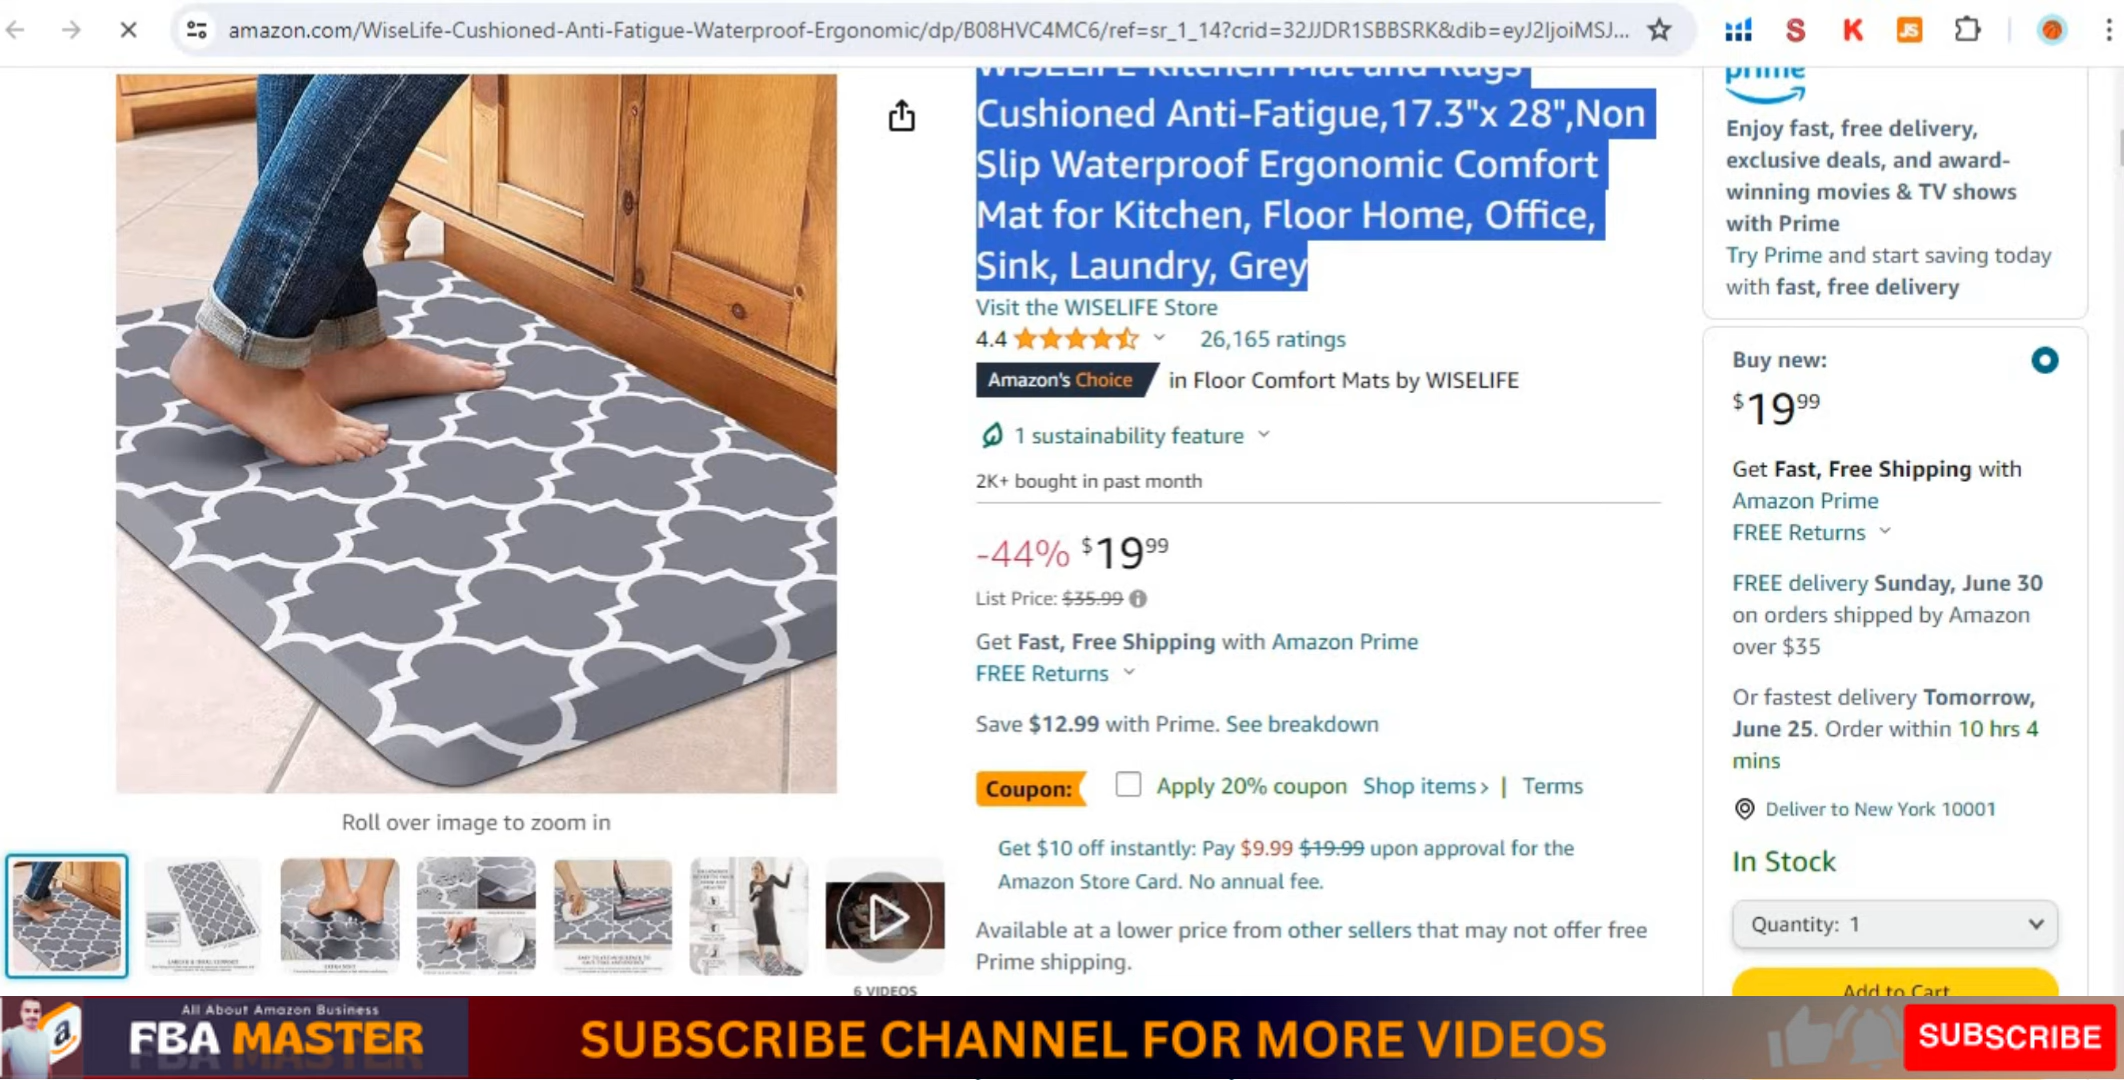 amazon.com/WiseLife-Cushioned-Anti-Fatigue-Waterproof-Ergonomic/dp/B08HVC4MC6/ref=sr_1_14?crid=32JJDR1SBBSRK&dib=eyJ2IjoiMSJ...
WISELIFE Kitchen Mat and Rugs
Cushioned Anti-Fatigue,17.3"x 28",Non
Slip Waterproof Ergonomic Comfort
Mat for Kitchen, Floor Home, Office,
Sink, Laundry, Grey
Visit the WISELIFE Store
4.4 26,165 ratings
Amazon's Choice in Floor Comfort Mats by WISELIFE
1 sustainability feature
2K+ bought in past month
-44% $19 99
List Price: $35.99
Get Fast, Free Shipping with Amazon Prime
FREE Returns
Save $12.99 with Prime. See breakdown
Coupon: Apply 20% coupon Shop items> | Terms
Get $10 off instantly: Pay $9.99 $19.99 upon approval for the
Amazon Store Card. No annual fee.
Available at a lower price from other sellers that may not offer free
Prime shipping.
Roll over image to zoom in
6 VIDEOS
prime
Enjoy fast, free delivery,
exclusive deals, and award-
winning movies & TV shows
with Prime
Try Prime and start saving today
with fast, free delivery
Buy new:
$19 99
Get Fast, Free Shipping with
Amazon Prime
FREE Returns
FREE delivery Sunday, June 30
on orders shipped by Amazon
over $35
Or fastest delivery Tomorrow,
June 25. Order within 10 hrs 4
mins
Deliver to New York 10001
In Stock
Quantity: 1
Add to Cart
All About Amazon Business
FBA MASTER
SUBSCRIBE CHANNEL FOR MORE VIDEOS
SUBSCRIBE